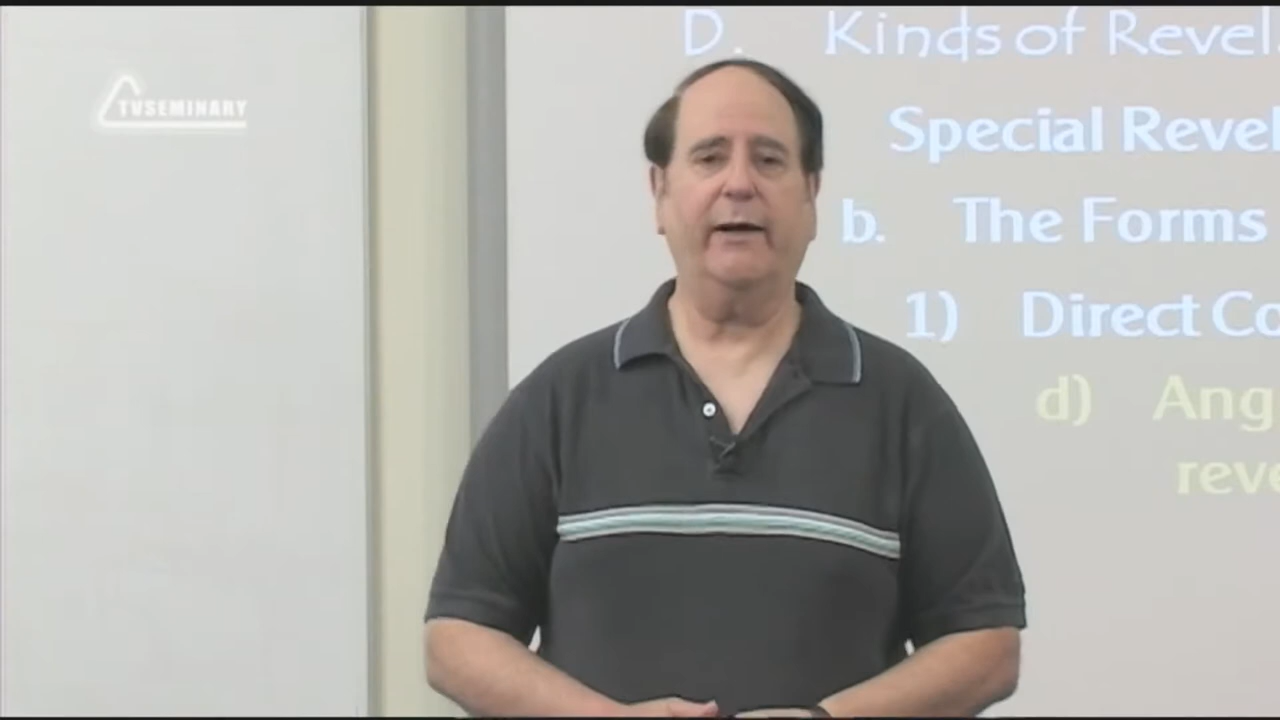 TVSEMINARY
D. Kinds of Revel
Special Revel
b. The Forms
1) Direct Co
d) Ang
reve